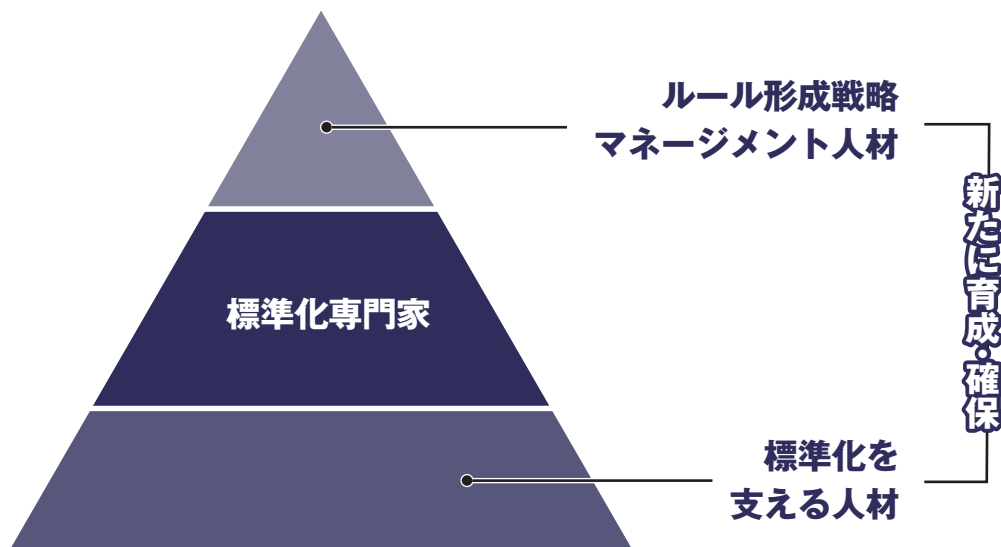 ルール形成戦略
マネージメント人材
標準化専門家
標準化を
支える人材
新たに育成・確保